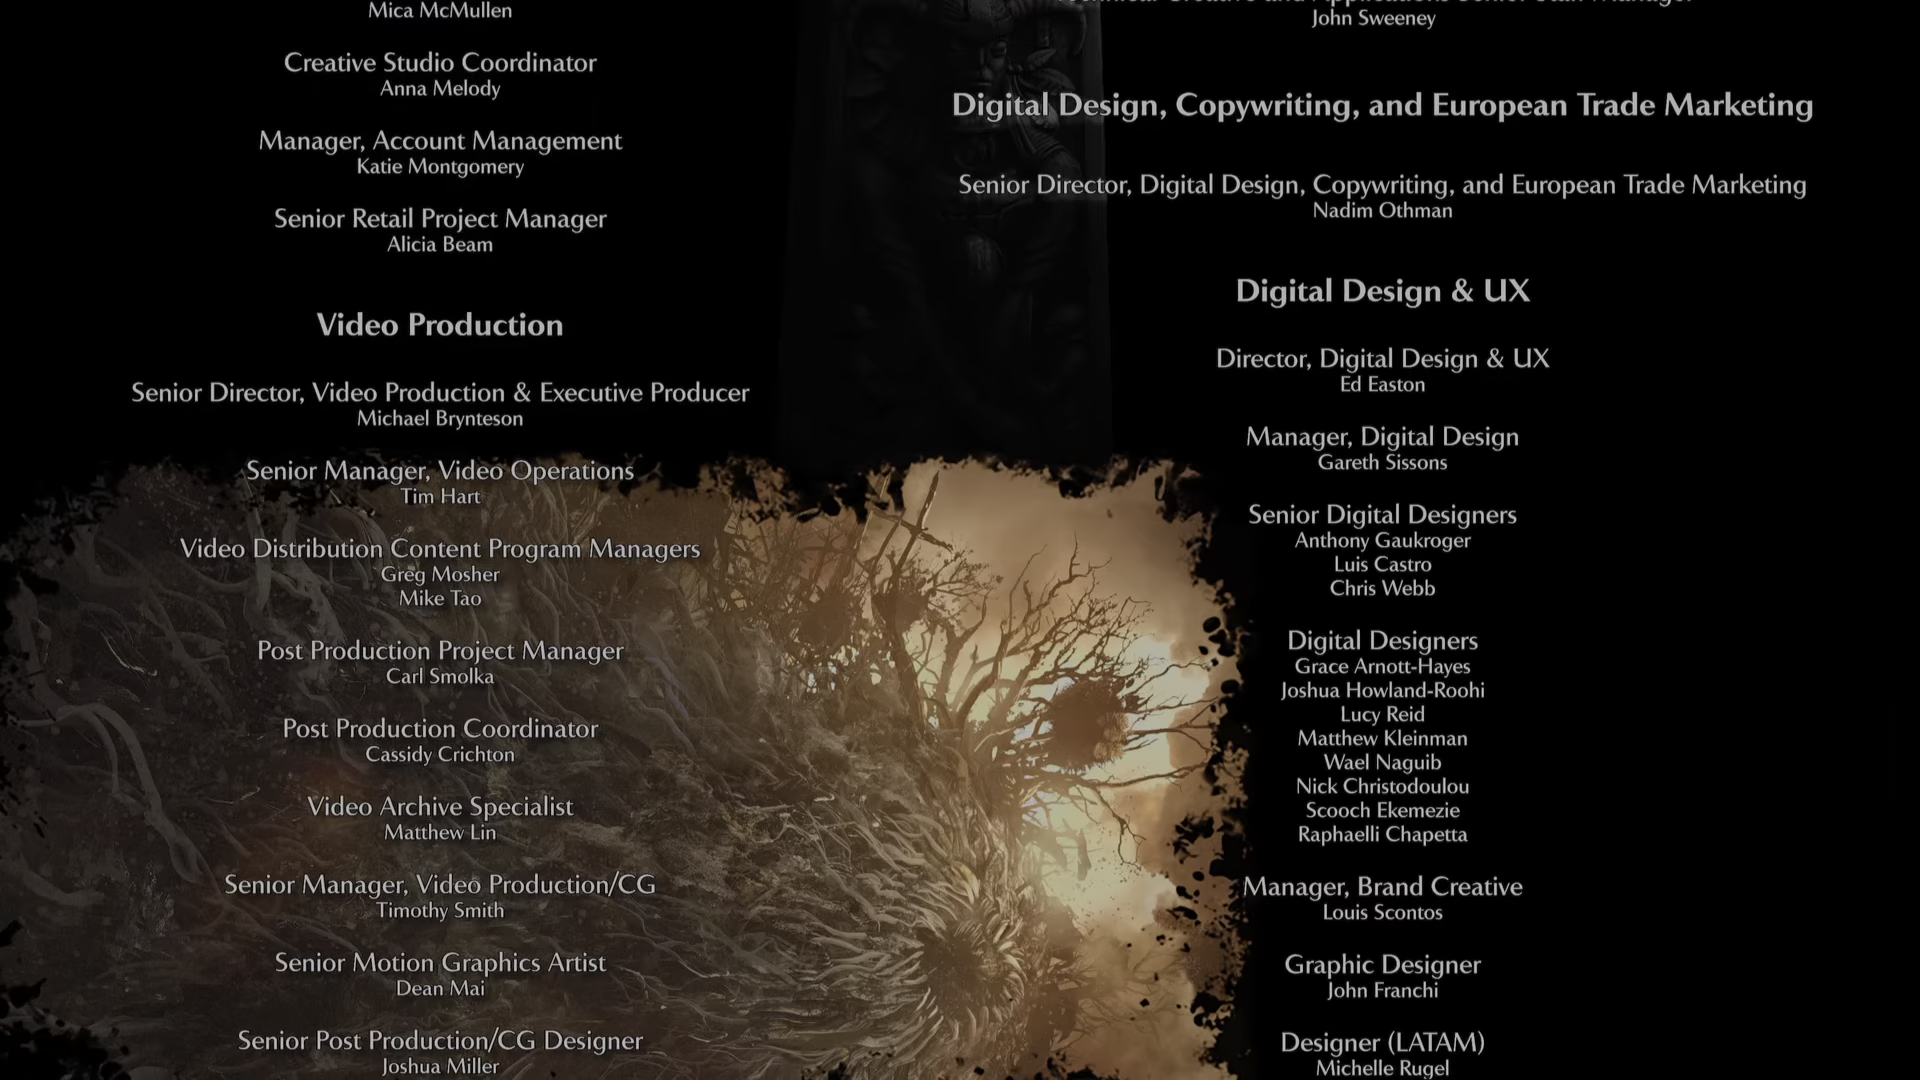 Mica McMullen
Creative Studio Coordinator
Anna Melody
Manager, Account Management
Katie Montgomery
Senior Retail Project Manager
Alicia Beam
Video Production
Senior Director, Video Production & Executive Producer
Michael Brynteson
Senior Manager, Video Operations
Tim Hart
Video Distribution Content Program Managers
Greg Mosher
Mike Tao
Post Production Project Manager
Carl Smolka
Post Production Coordinator
Cassidy Crichton
Video Archive Specialist
Matthew Lin
Senior Manager, Video Production/CG
Timothy Smith
Senior Motion Graphics Artist
Dean Mai
Senior Post Production/CG Designer
Joshua Miller
John Sweeney
Digital Design, Copywriting, and European Trade Marketing
Senior Director, Digital Design, Copywriting, and European Trade Marketing
Nadim Othman
Digital Design & UX
Director, Digital Design & UX
Ed Easton
Manager, Digital Design
Gareth Sissons
Senior Digital Designers
Anthony Gaukroger
Luis Castro
Chris Webb
Digital Designers
Grace Arnott-Hayes
Joshua Howland-Roohi
Lucy Reid
Matthew Kleinman
Wael Naguib
Nick Christodoulou
Scooch Ekemezie
Raphaelli Chapetta
Manager, Brand Creative
Louis Scontos
Graphic Designer
John Franchi
Designer (LATAM)
Michelle Rugel